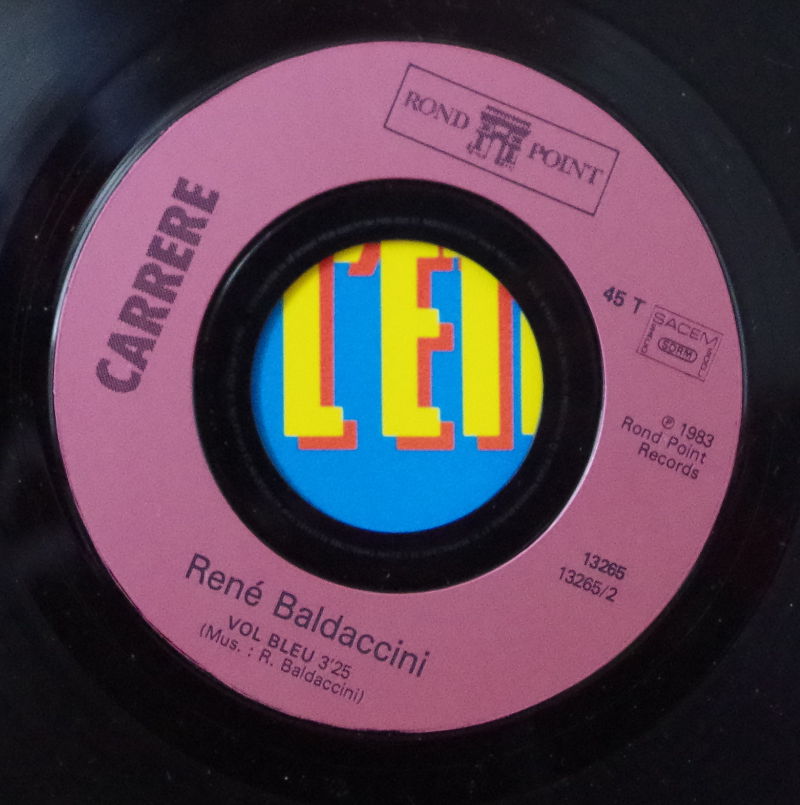 ROND POINT
CARRERE
45 T
SACEM
SDRM
℗ 1983
Rond Point
Records
13265
13265/2
René Baldaccini
VOL BLEU 3'25
(Mus. : R. Baldaccini)
L'E